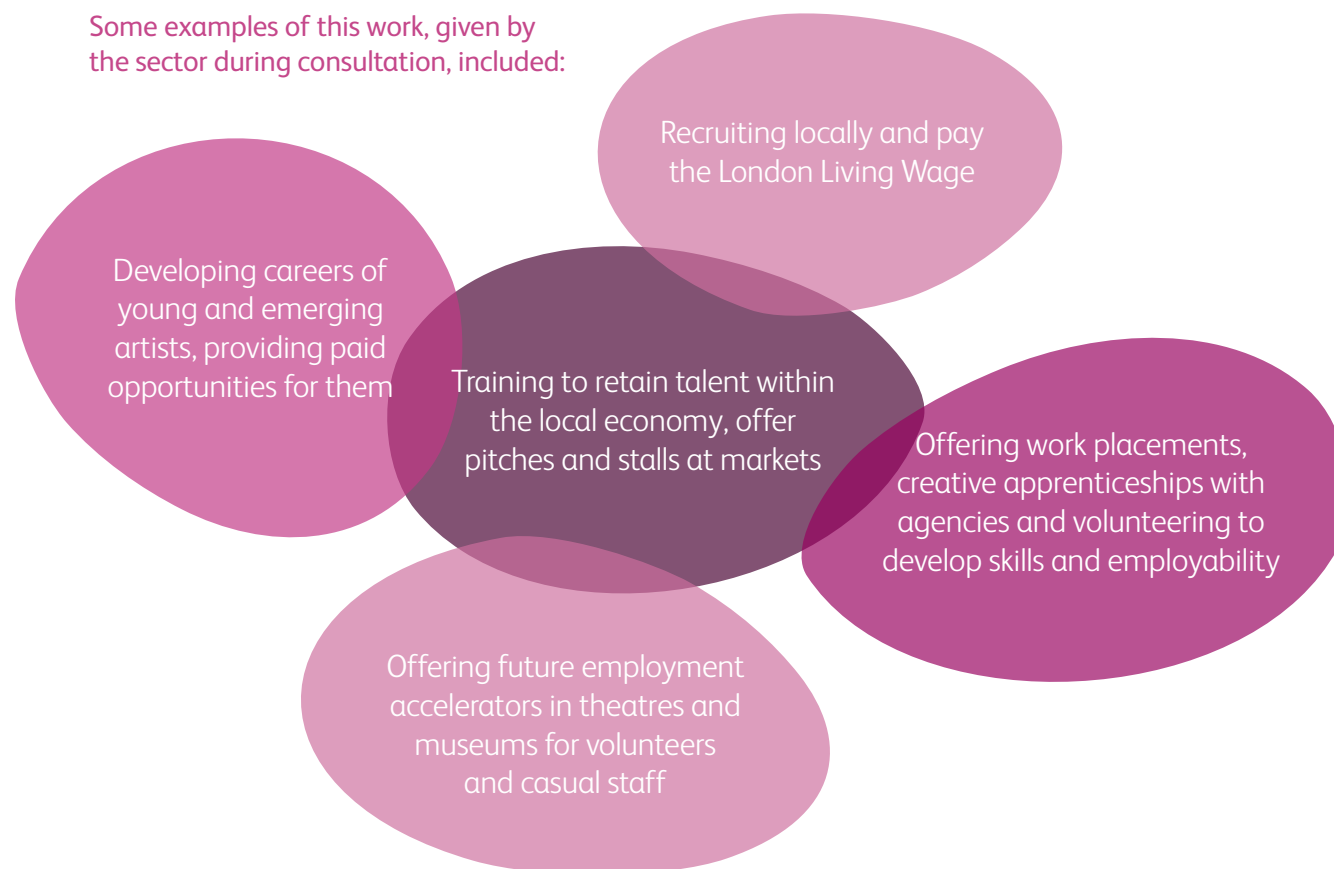 Some examples of this work, given by
the sector during consultation, included:
Recruiting locally and pay
the London Living Wage
Developing careers of
young and emerging
artists, providing paid
opportunities for them
Training to retain talent within
the local economy, offer
pitches and stalls at markets
Offering work placements,
creative apprenticeships with
agencies and volunteering to
develop skills and employability
Offering future employment
accelerators in theatres and
museums for volunteers
and casual staff